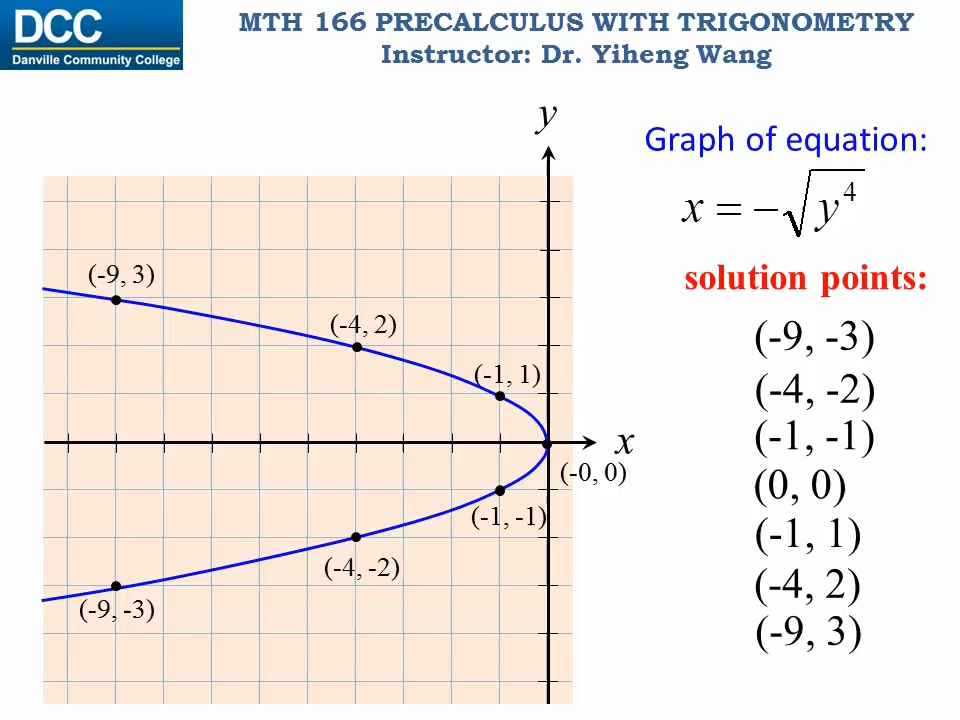 DCC
Danville Community College
MTH 166 PRECALCULUS WITH TRIGONOMETRY
Instructor: Dr. Yiheng Wang
y
Graph of equation:
x = −√y⁴
solution points:
(-9, 3)
(-4, 2)
(-1, 1)
x
(-0, 0)
(-1, -1)
(-4, -2)
(-9, -3)
(-9, -3)
(-4, -2)
(-1, -1)
(0, 0)
(-1, 1)
(-4, 2)
(-9, 3)